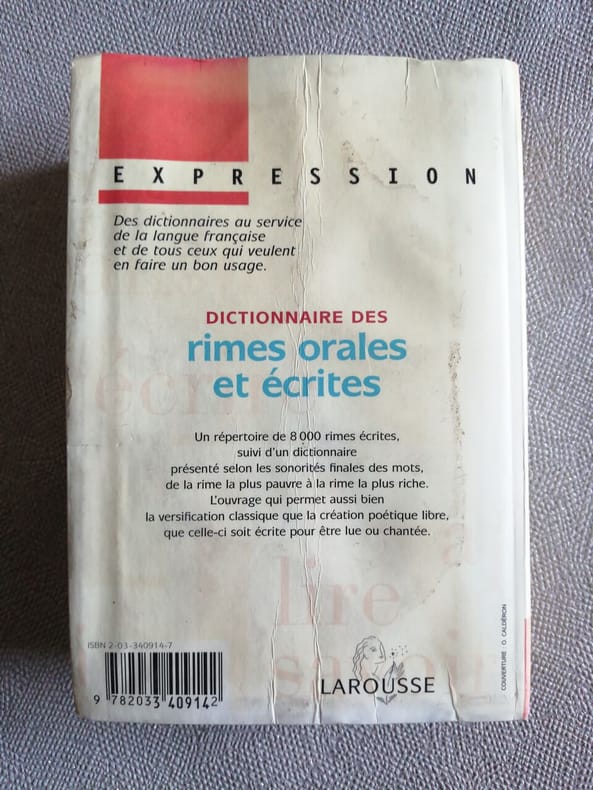 EXPRESSION
Des dictionnaires au service
de la langue française
et de tous ceux qui veulent
en faire un bon usage.
DICTIONNAIRE DES
rimes orales
et écrites
Un répertoire de 8 000 rimes écrites,
suivi d'un dictionnaire
présenté selon les sonorités finales des mots,
de la rime la plus pauvre à la rime la plus riche.
L'ouvrage qui permet aussi bien
la versification classique que la création poétique libre,
que celle-ci soit écrite pour être lue ou chantée.
lire
ISBN 2-03-340914-7
9 782033 409142
LAROUSSE
COUVERTURE O. CALDÉRON